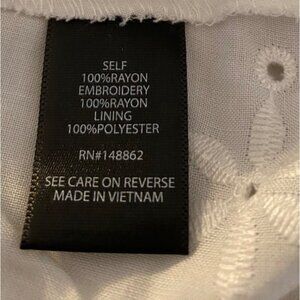 SELF
100%RAYON
EMBROIDERY
100%RAYON
LINING
100%POLYESTER
RN#148862
SEE CARE ON REVERSE
MADE IN VIETNAM